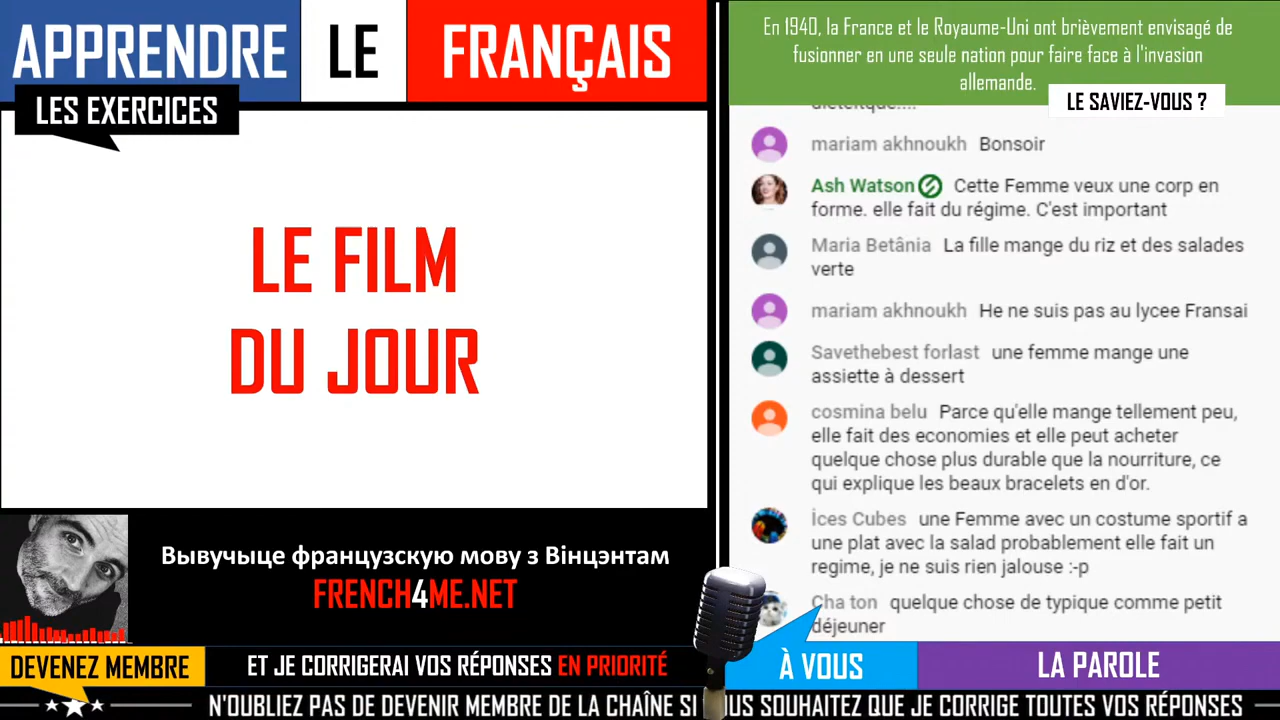 APPRENDRE LE FRANÇAIS
LES EXERCICES
LE FILM
DU JOUR
Вывучыце французскую мову з Вінцэнтам
FRENCH4ME.NET
DEVENEZ MEMBRE
ET JE CORRIGERAI VOS RÉPONSES EN PRIORITÉ
En 1940, la France et le Royaume-Uni ont brièvement envisagé de
fusionner en une seule nation pour faire face à l'invasion
allemande.
LE SAVIEZ-VOUS ?
mariam akhnoukh Bonsoir
Ash Watson Cette Femme veux une corp en
forme. elle fait du régime. C'est important
Maria Betânia La fille mange du riz et des salades
verte
mariam akhnoukh He ne suis pas au lycee Fransai
Savethebest forlast une femme mange une
assiette à dessert
cosmina belu Parce qu'elle mange tellement peu,
elle fait des economies et elle peut acheter
quelque chose plus durable que la nourriture, ce
qui explique les beaux bracelets en d'or.
İces Cubes une Femme avec un costume sportif a
une plat avec la salad probablement elle fait un
regime, je ne suis rien jalouse :-p
Cha ton quelque chose de typique comme petit
déjeuner
À VOUS
LA PAROLE
N'OUBLIEZ PAS DE DEVENIR MEMBRE DE LA CHAÎNE SI SOUHAITEZ QUE JE CORRIGE TOUTES VOS RÉPONSES